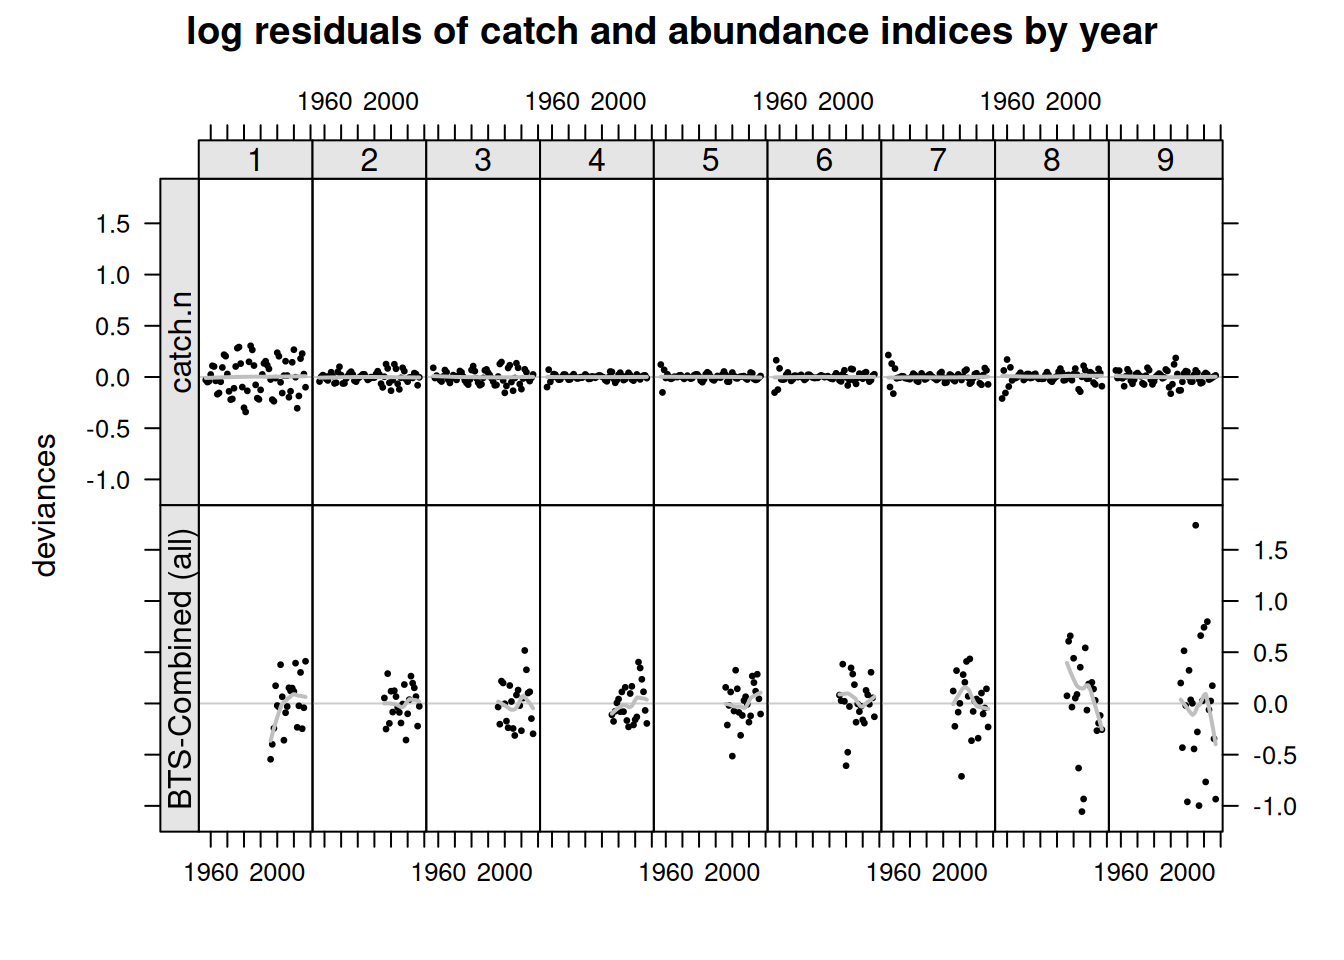 log residuals of catch and abundance indices by year
1960 2000 1960 2000 1960 2000 1960 2000
1 2 3 4 5 6 7 8 9
catch.n
1.5
1.0
0.5
0.0
-0.5
-1.0
deviances
BTS-Combined (all)
1.5
1.0
0.5
0.0
-0.5
-1.0
1960 2000 1960 2000 1960 2000 1960 2000 1960 2000